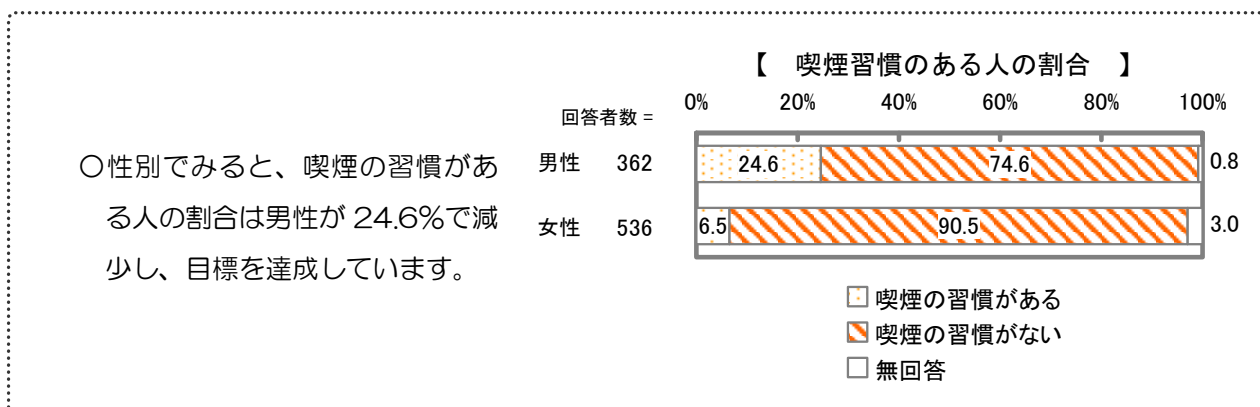 【　喫煙習慣のある人の割合　】
0% 20% 40% 60% 80% 100%
回答者数 =
男性 362 24.6 74.6 0.8
女性 536 6.5 90.5 3.0
喫煙の習慣がある
喫煙の習慣がない
無回答
○性別でみると、喫煙の習慣があ
る人の割合は男性が 24.6%で減
少し、目標を達成しています。